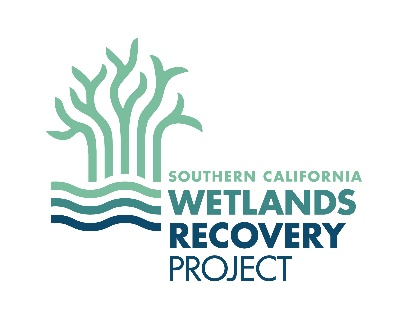 SOUTHERN CALIFORNIA
WETLANDS
RECOVERY
PROJECT